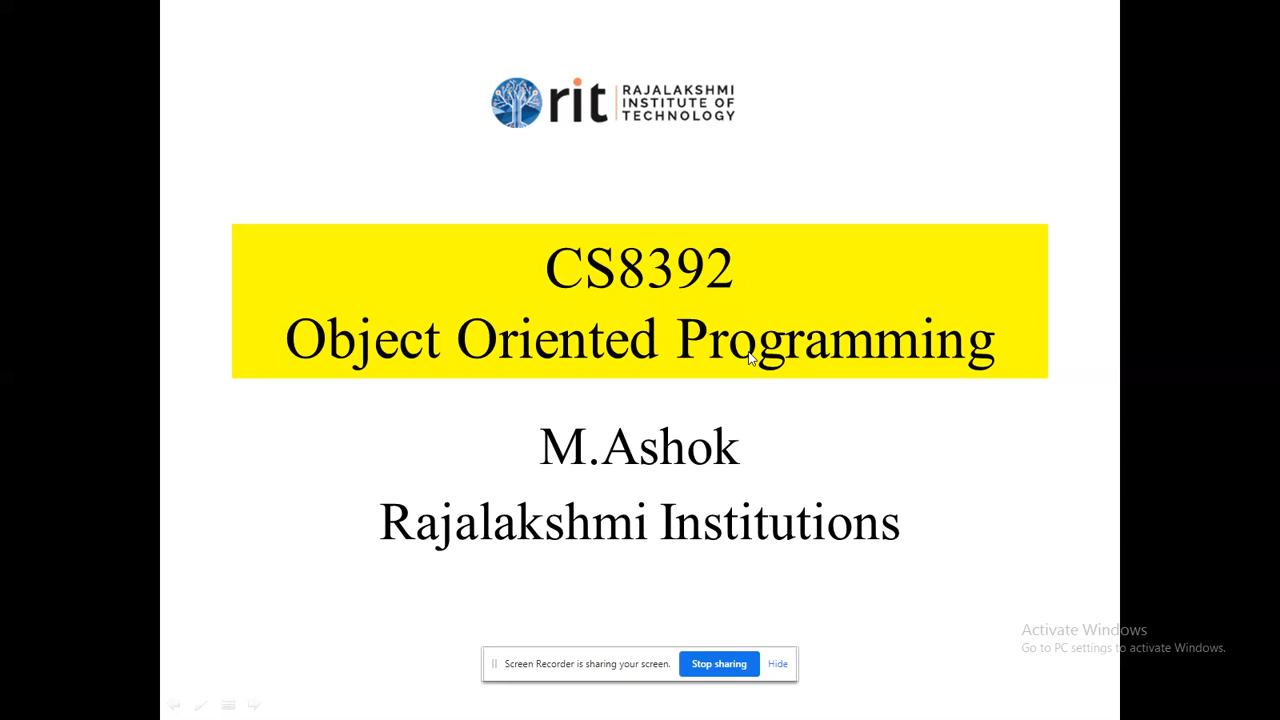 rit
RAJALAKSHMI
INSTITUTE OF
TECHNOLOGY
CS8392
Object Oriented Programming
M.Ashok
Rajalakshmi Institutions
Activate Windows
Go to PC settings to activate Windows.
Screen Recorder is sharing your screen.
Stop sharing
Hide